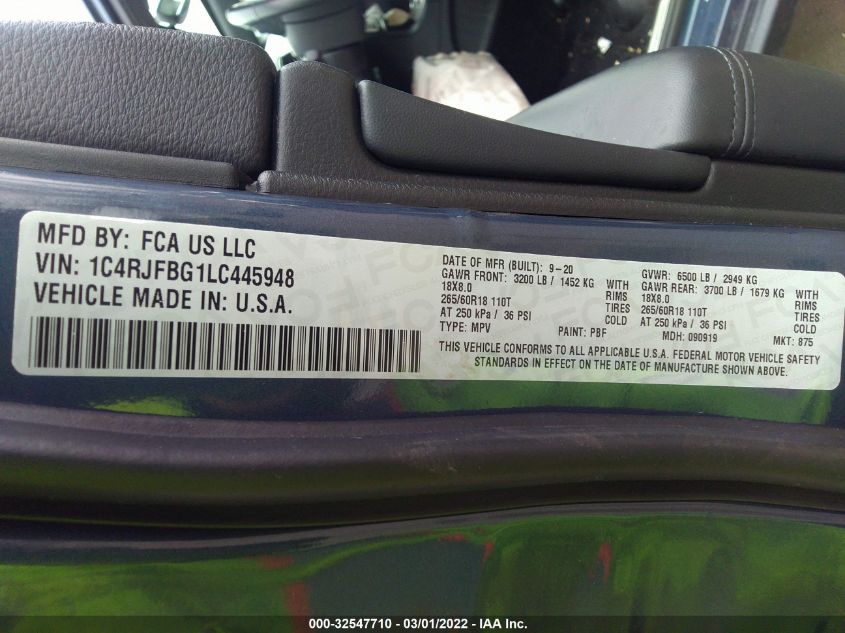 MFD BY: FCA US LLC
VIN: 1C4RJFBG1LC445948
VEHICLE MADE IN: U.S.A.
DATE OF MFR (BUILT): 9-20 GVWR: 6500 LB / 2949 KG
GAWR FRONT: 3200 LB / 1452 KG WITH GAWR REAR: 3700 LB / 1679 KG WITH
18X8.0 RIMS 18X8.0 RIMS
265/60R18 110T TIRES 265/60R18 110T TIRES
AT 250 kPa / 36 PSI COLD AT 250 kPa / 36 PSI COLD
TYPE: MPV PAINT: PBF MDH: 090919 MKT: 875
THIS VEHICLE CONFORMS TO ALL APPLICABLE U.S.A. FEDERAL MOTOR VEHICLE SAFETY
STANDARDS IN EFFECT ON THE DATE OF MANUFACTURE SHOWN ABOVE.
000-32547710 - 03/01/2022 - IAA Inc.